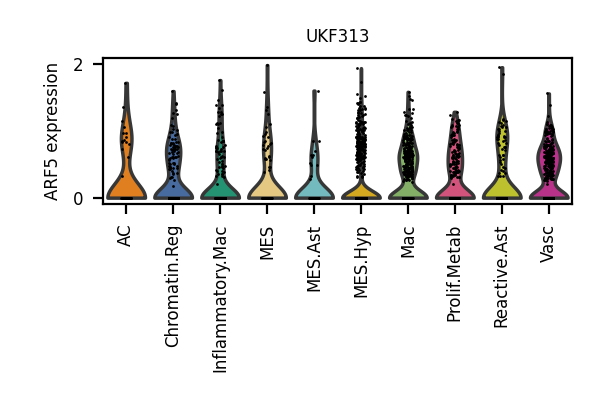 UKF313
ARF5 expression
2
0
AC
Chromatin.Reg
Inflammatory.Mac
MES
MES.Ast
MES.Hyp
Mac
Prolif.Metab
Reactive.Ast
Vasc